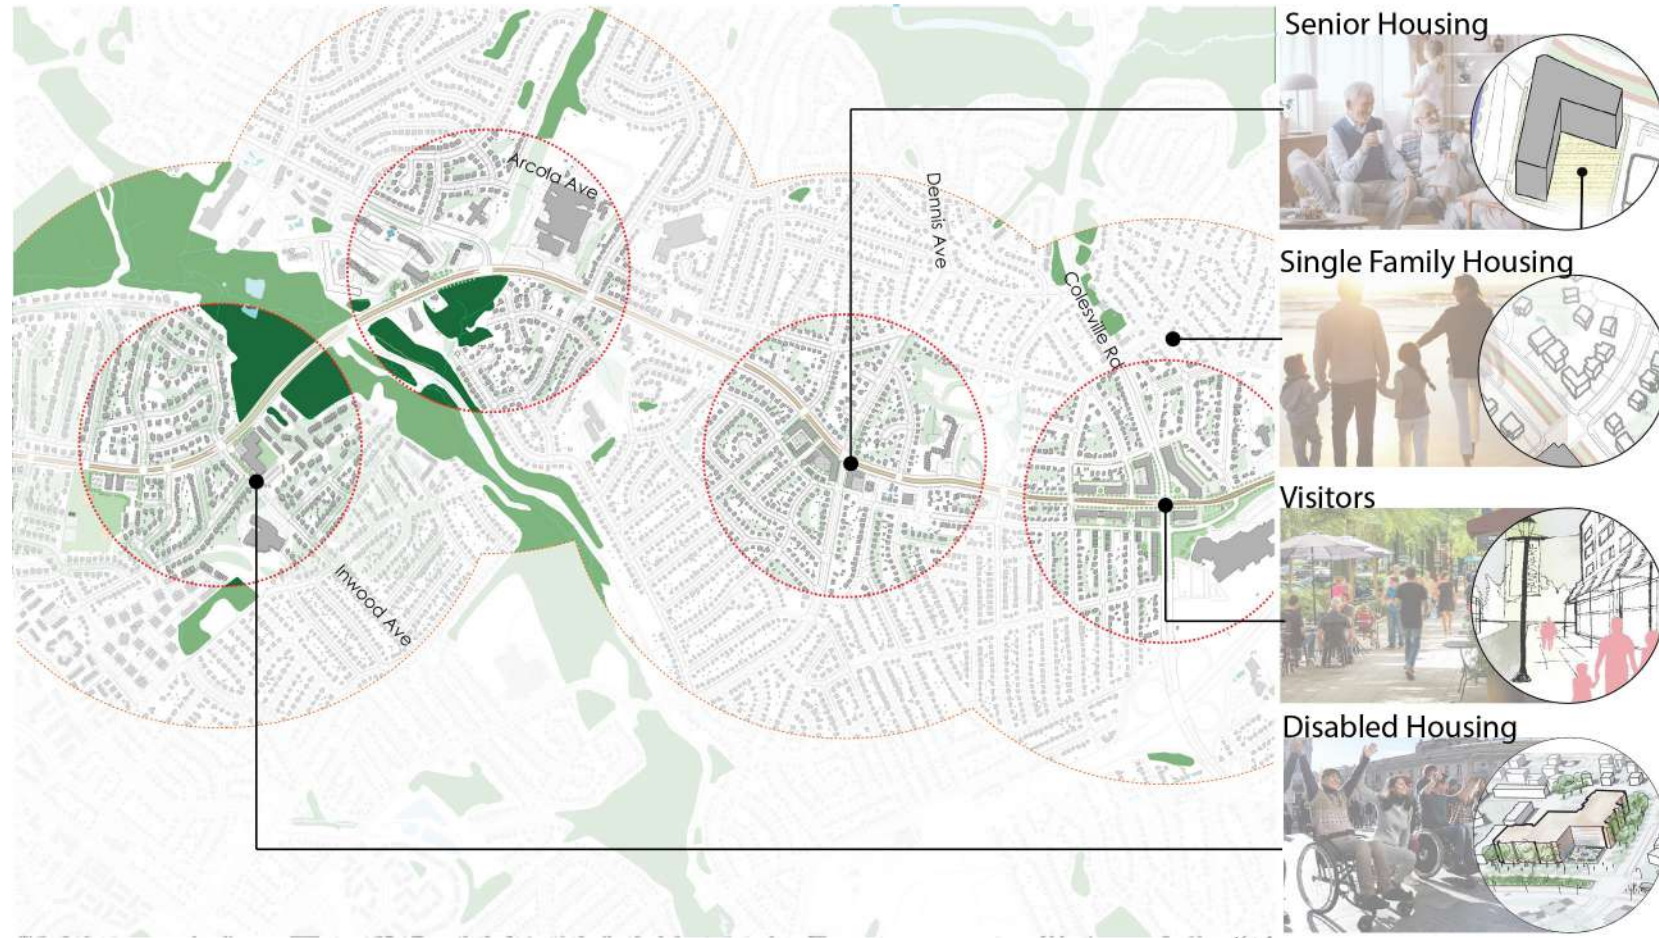 Senior Housing
Arcola Ave
Dennis Ave
Single Family Housing
Colesville Rd
Visitors
Inwood Ave
Disabled Housing